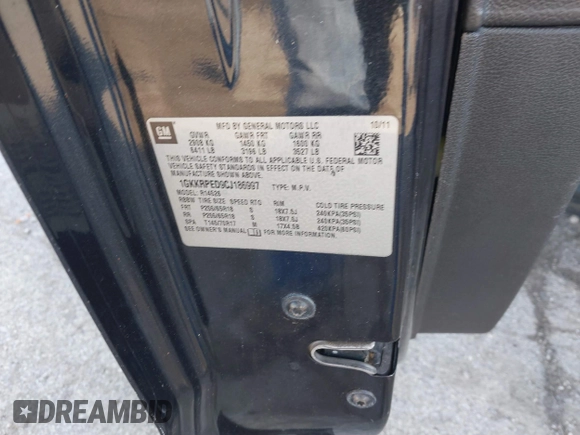 GM
MFD BY GENERAL MOTORS LLC 10/11
GVWR GAWR FRT GAWR RR
2908 KG 1450 KG 1600 KG
6411 LB 3196 LB 3527 LB
THIS VEHICLE CONFORMS TO ALL APPLICABLE U.S. FEDERAL MOTOR
VEHICLE SAFETY STANDARDS IN EFFECT ON THE DATE OF
MANUFACTURE SHOWN ABOVE.
1GKKRPED9CJ186997 TYPE: M.P.V.
MODEL: R14526
RBBW TIRE SIZE SPEED RTG RIM COLD TIRE PRESSURE
FRT P255/65R18 S 18X7.5J 240KPA(35PSI)
RR P255/65R18 S 18X7.5J 240KPA(35PSI)
SPA T145/70R17 M 17X4.5B 420KPA(60PSI)
SEE OWNER'S MANUAL
DREAMBID